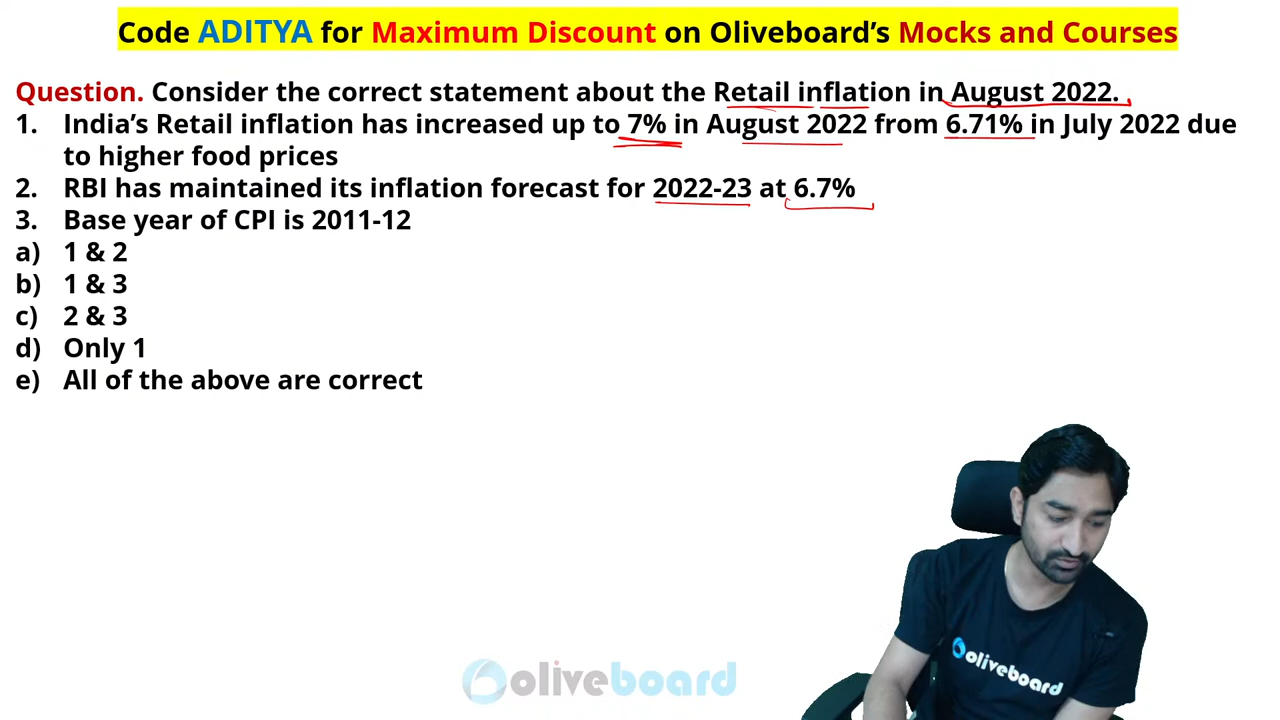 Code ADITYA for Maximum Discount on Oliveboard’s Mocks and Courses
Question. Consider the correct statement about the Retail inflation in August 2022.
1. India’s Retail inflation has increased up to 7% in August 2022 from 6.71% in July 2022 due
to higher food prices
2. RBI has maintained its inflation forecast for 2022-23 at 6.7%
3. Base year of CPI is 2011-12
a) 1 & 2
b) 1 & 3
c) 2 & 3
d) Only 1
e) All of the above are correct
oliveboard
oliveboard